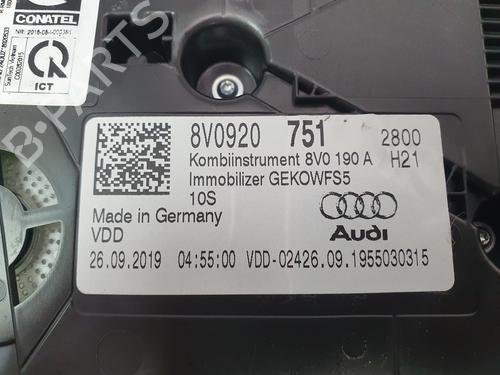 CONATEL
ICT
8V0920 751 2800
Kombiinstrument 8V0 190 A H21
Immobilizer GEKOWFS5
10S
Made in Germany
VDD
Audi
26.09.2019 04:55:00 VDD-02426.09.1955030315
B-PARTS